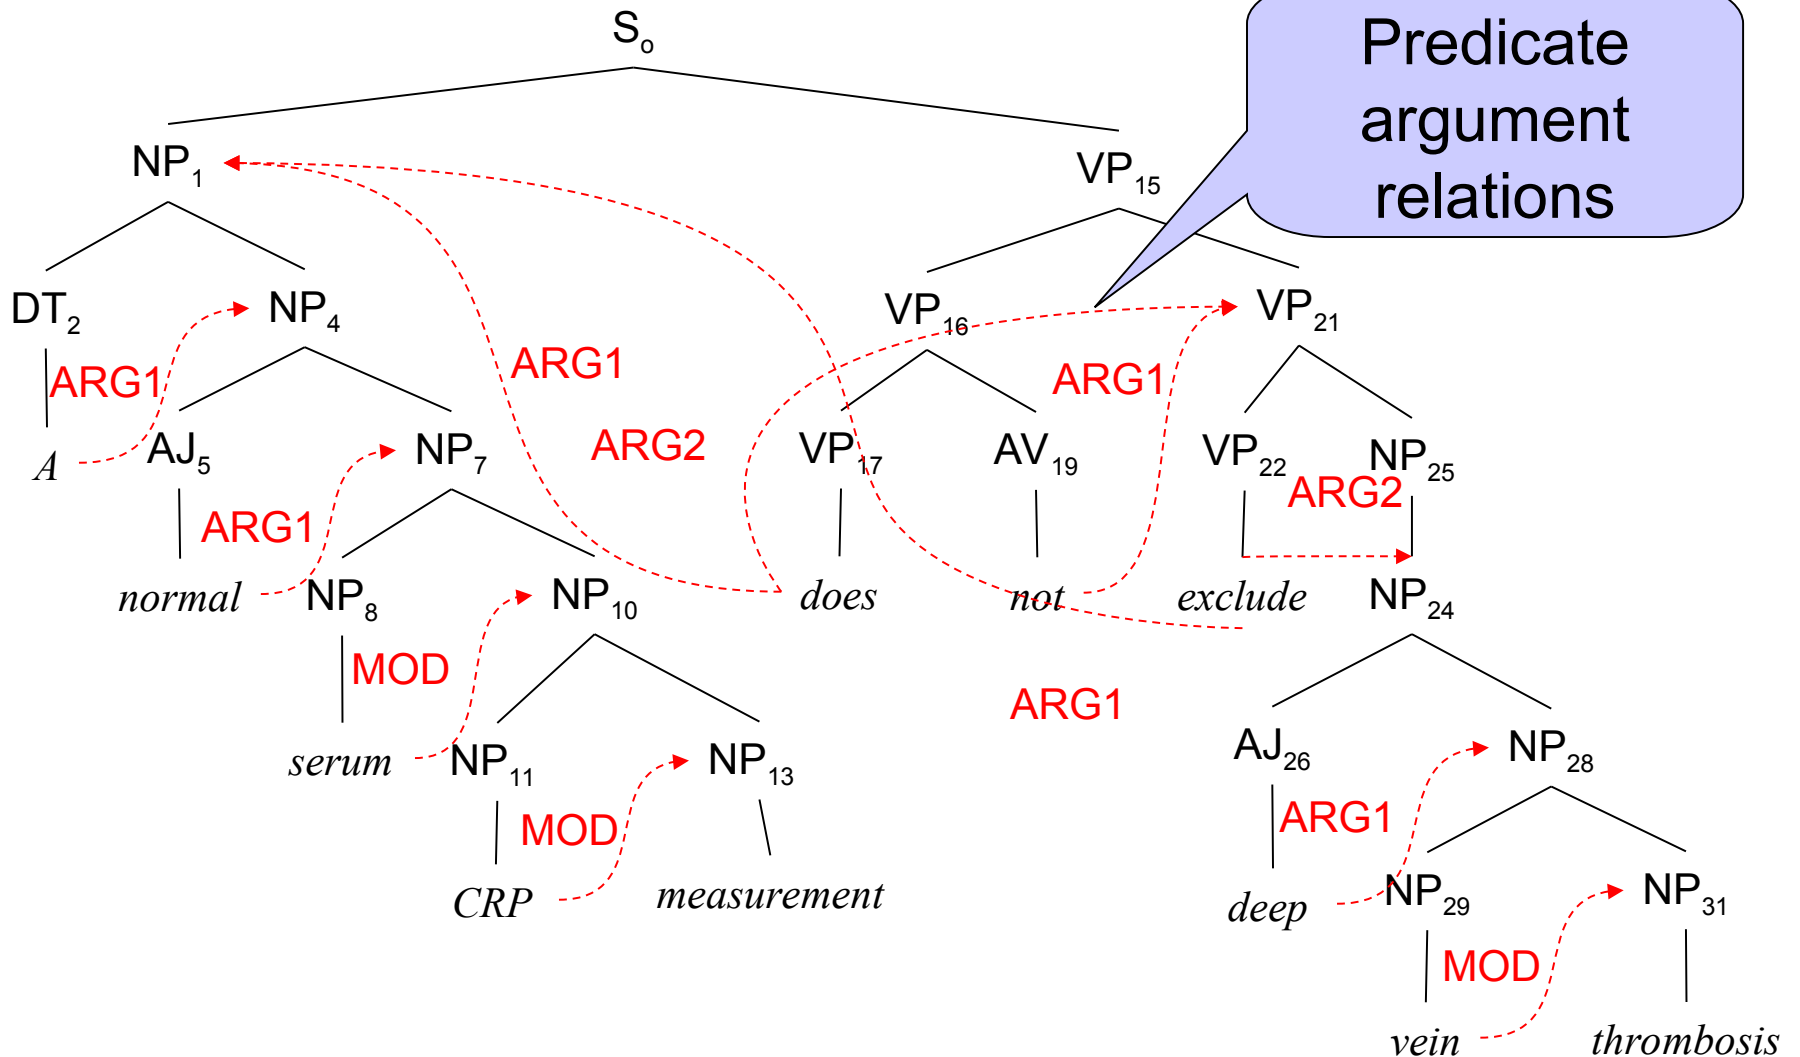 S₀
Predicate
argument
relations
NP₁ VP₁₅
DT₂ NP₄ VP₁₆ VP₂₁
ARG1 ARG1 ARG1
A AJ₅ NP₇ ARG2 VP₁₇ AV₁₉ VP₂₂ NP₂₅
ARG1 ARG2
normal NP₈ NP₁₀ does not exclude NP₂₄
MOD ARG1
serum NP₁₁ NP₁₃ AJ₂₆ NP₂₈
MOD ARG1
CRP measurement deep NP₂₉ NP₃₁
MOD
vein thrombosis